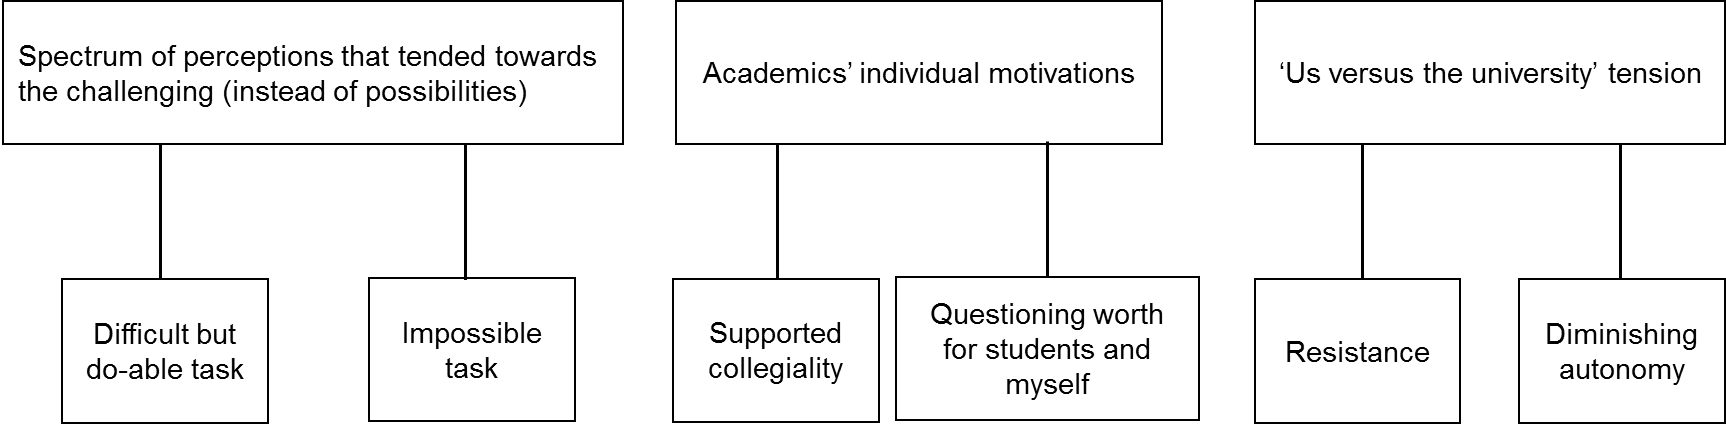 Spectrum of perceptions that tended towards
the challenging (instead of possibilities)
Academics’ individual motivations
‘Us versus the university’ tension
Difficult but
do-able task
Impossible
task
Supported
collegiality
Questioning worth
for students and
myself
Resistance
Diminishing
autonomy